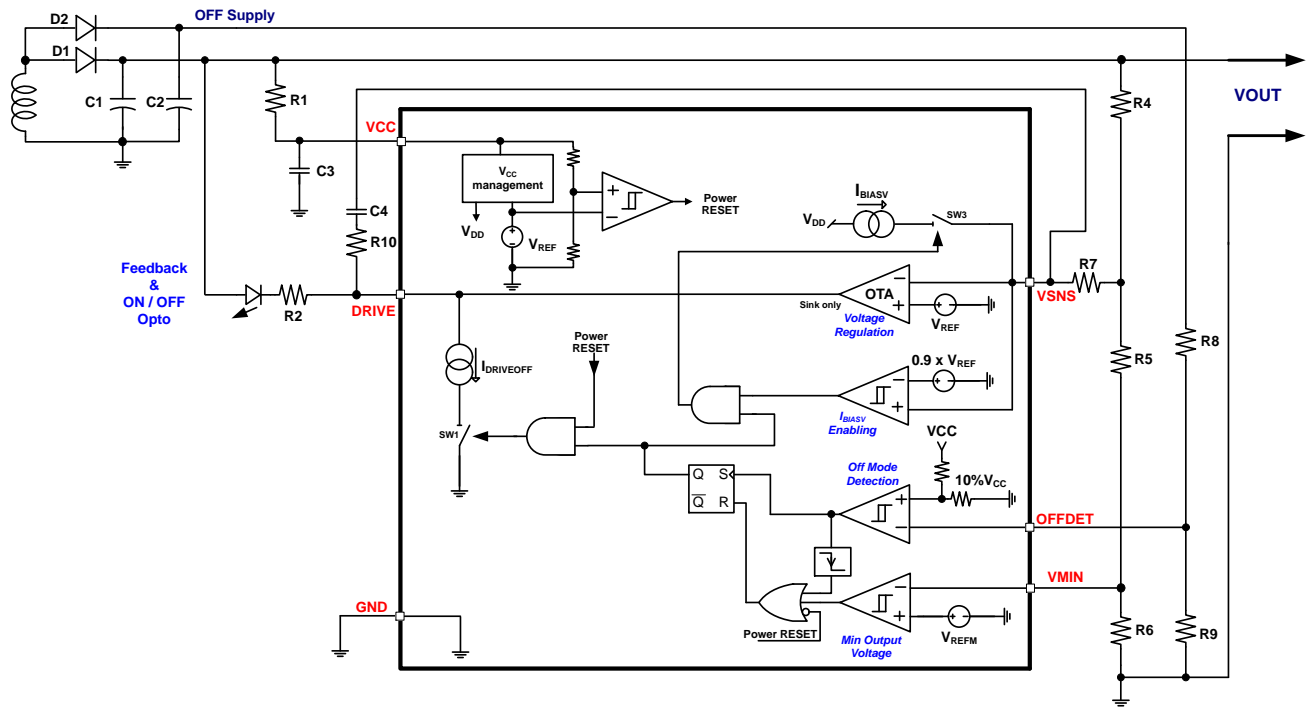 D2
OFF Supply
D1
C1
C2
R1
R4
VOUT
VCC
C3
VCC
management
VDD
VREF
+
−
Power
RESET
IBIASV
VDD
SW3
C4
R10
Feedback
&
ON / OFF
Opto
R2
DRIVE
OTA
−
+
Sink only
Voltage
Regulation
VREF
VSNS
R7
R5
R8
IDRIVEOFF
SW1
Power
RESET
0.9 x VREF
−
+
IBIASV
Enabling
VCC
10%VCC
Off Mode
Detection
+
−
Q S
Q R
OFFDET
VMIN
−
+
VREFM
Min Output
Voltage
Power RESET
GND
R6
R9